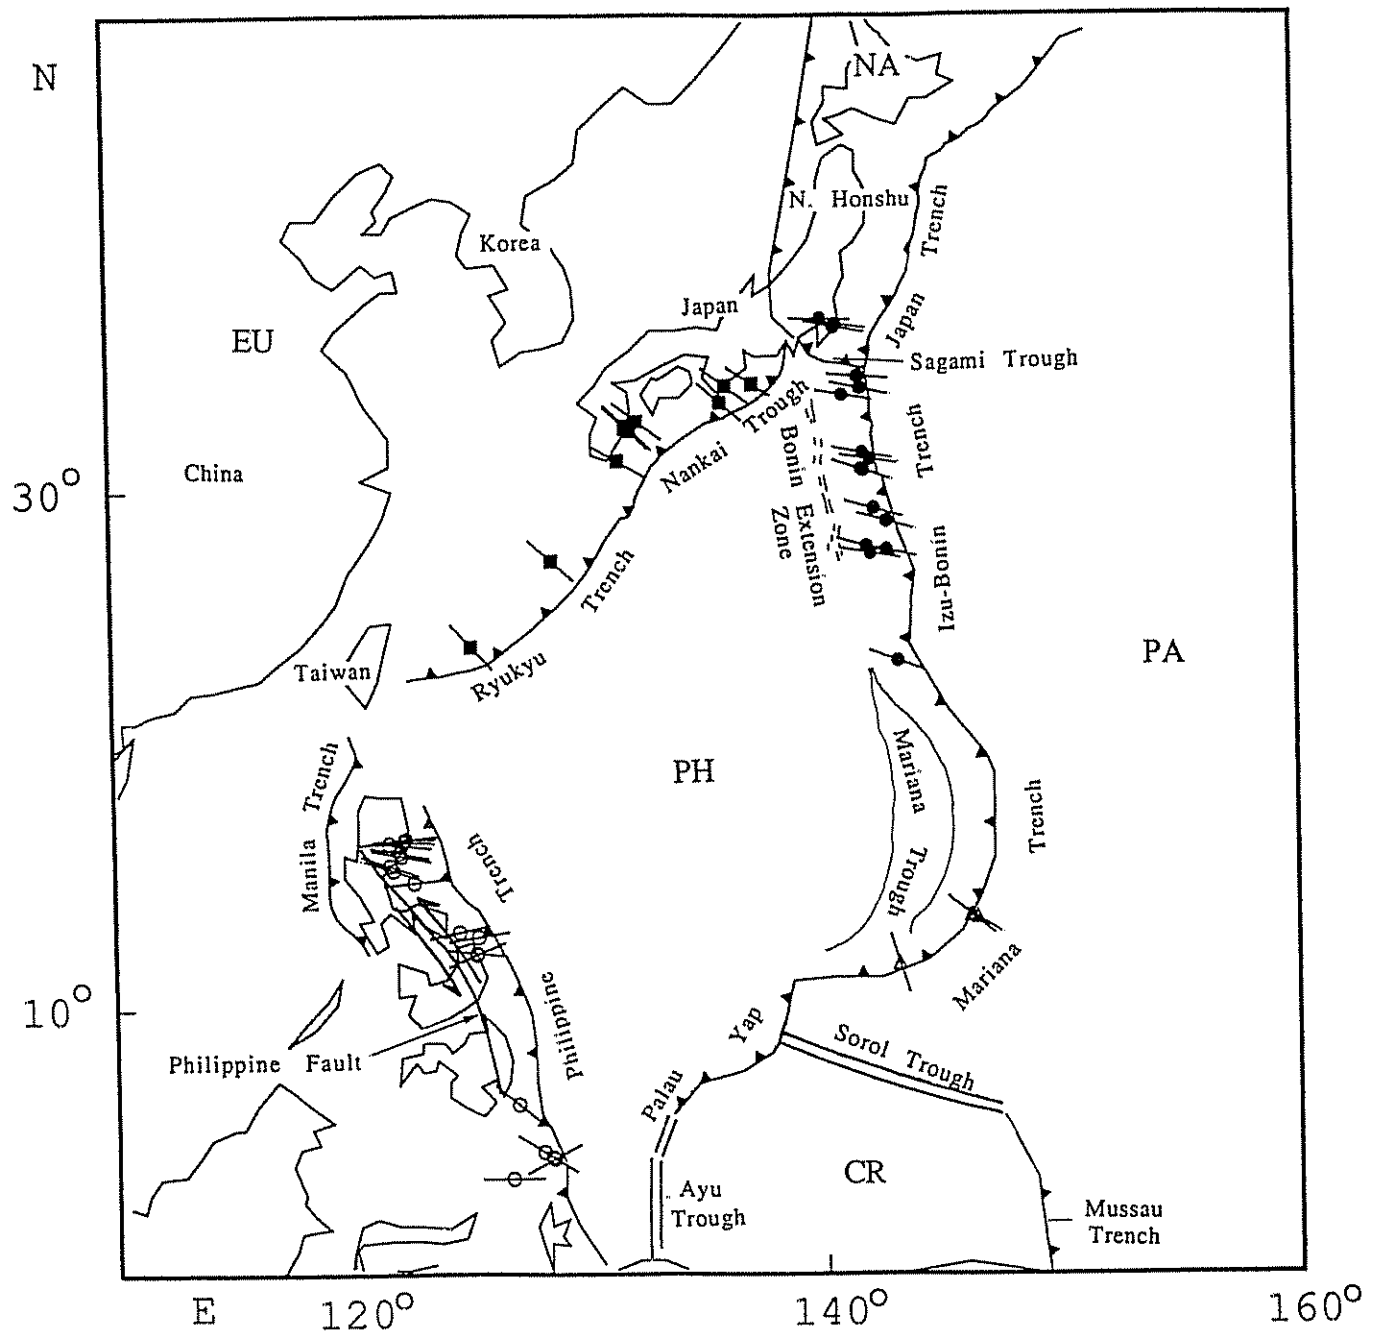 N
NA
N. Honshu
Japan Trench
Korea
Japan
EU
Sagami Trough
Nankai Trough
Bonin Extension
Zone
Izu-Bonin Trench
China
30°
Ryukyu Trench
Taiwan
PA
PH
Manila Trench
Mariana Trough
Mariana Trench
Philippine Trench
10°
Philippine Fault
Yap
Sorol Trough
Palau
CR
Ayu
Trough
Mussau
Trench
E
120°
140°
160°